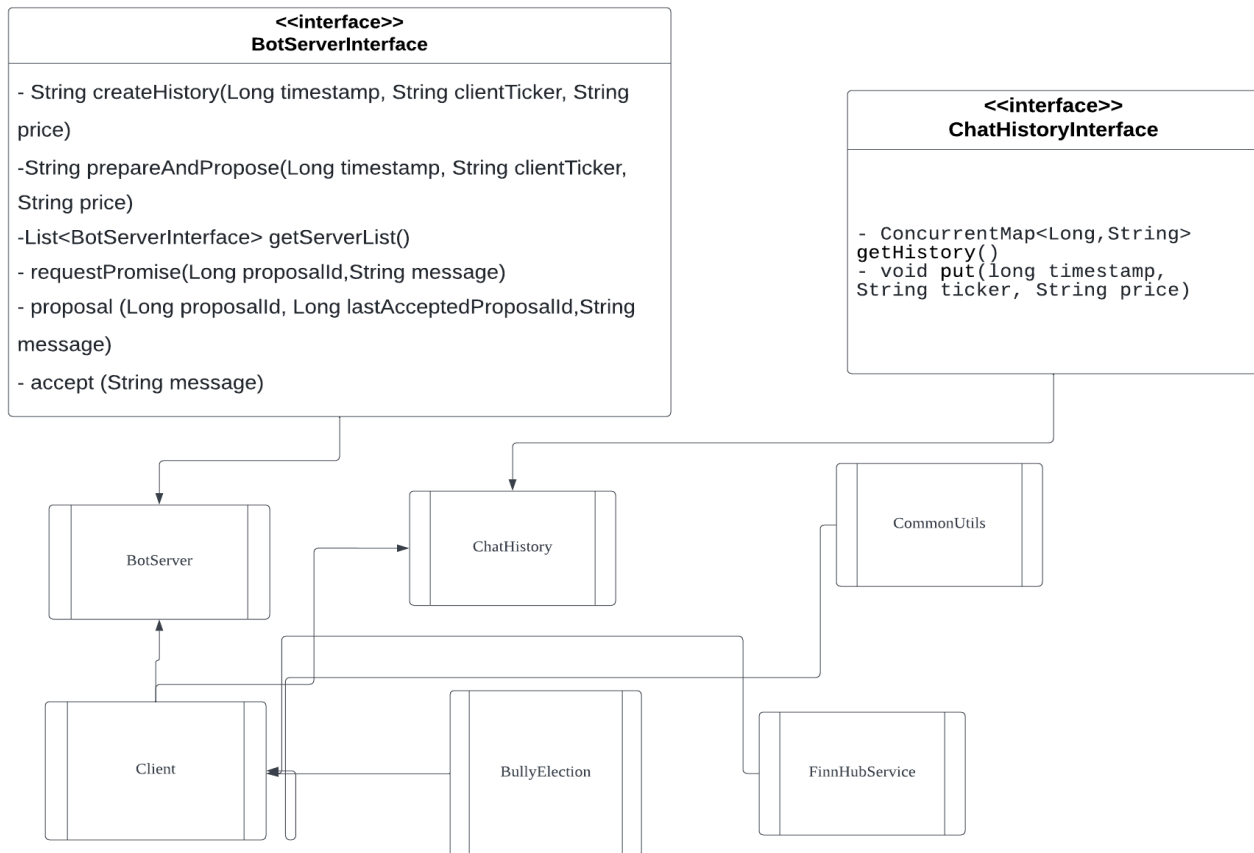 <<interface>>
BotServerInterface
- String createHistory(Long timestamp, String clientTicker, String
price)
-String prepareAndPropose(Long timestamp, String clientTicker,
String price)
-List<BotServerInterface> getServerList()
- requestPromise(Long proposalId,String message)
- proposal (Long proposalId, Long lastAcceptedProposalId,String
message)
- accept (String message)
<<interface>>
ChatHistoryInterface
- ConcurrentMap<Long,String>
getHistory()
- void put(long timestamp,
String ticker, String price)
BotServer
ChatHistory
CommonUtils
Client
BullyElection
FinnHubService